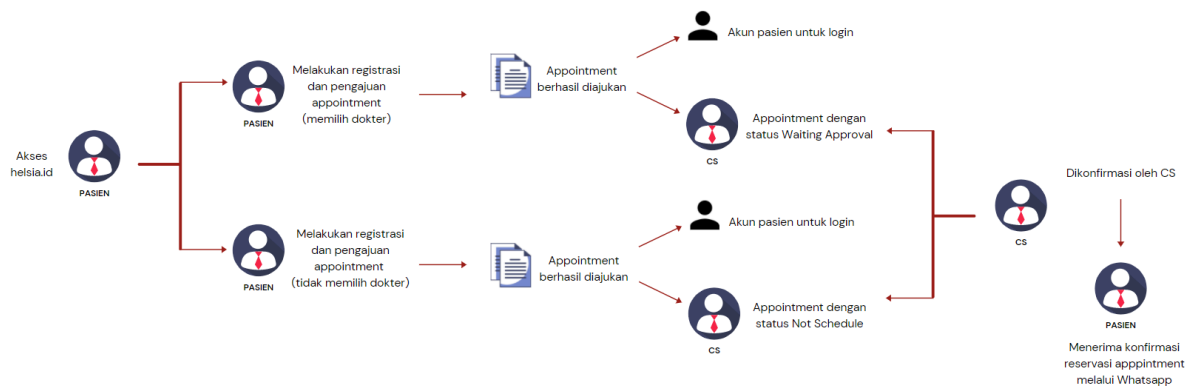 Akses
helsia.id
PASIEN
PASIEN
Melakukan registrasi
dan pengajuan
appointment
(memilih dokter)
Appointment
berhasil diajukan
Akun pasien untuk login
CS
Appointment dengan
status Waiting Approval
PASIEN
Melakukan registrasi
dan pengajuan
appointment
(tidak memilih dokter)
Appointment
berhasil diajukan
Akun pasien untuk login
CS
Appointment dengan
status Not Schedule
CS
Dikonfirmasi oleh CS
PASIEN
Menerima konfirmasi
reservasi apppintment
melalui Whatsapp